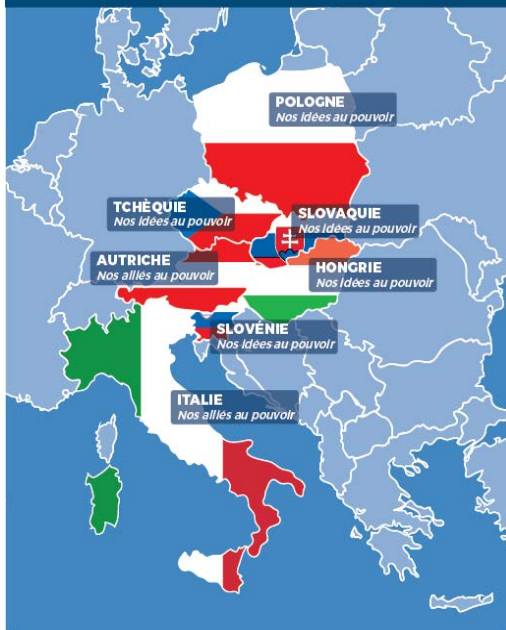 POLOGNE
Nos idées au pouvoir
TCHÈQUIE
Nos idées au pouvoir
SLOVAQUIE
Nos idées au pouvoir
AUTRICHE
Nos alliés au pouvoir
HONGRIE
Nos idées au pouvoir
SLOVÉNIE
Nos idées au pouvoir
ITALIE
Nos alliés au pouvoir